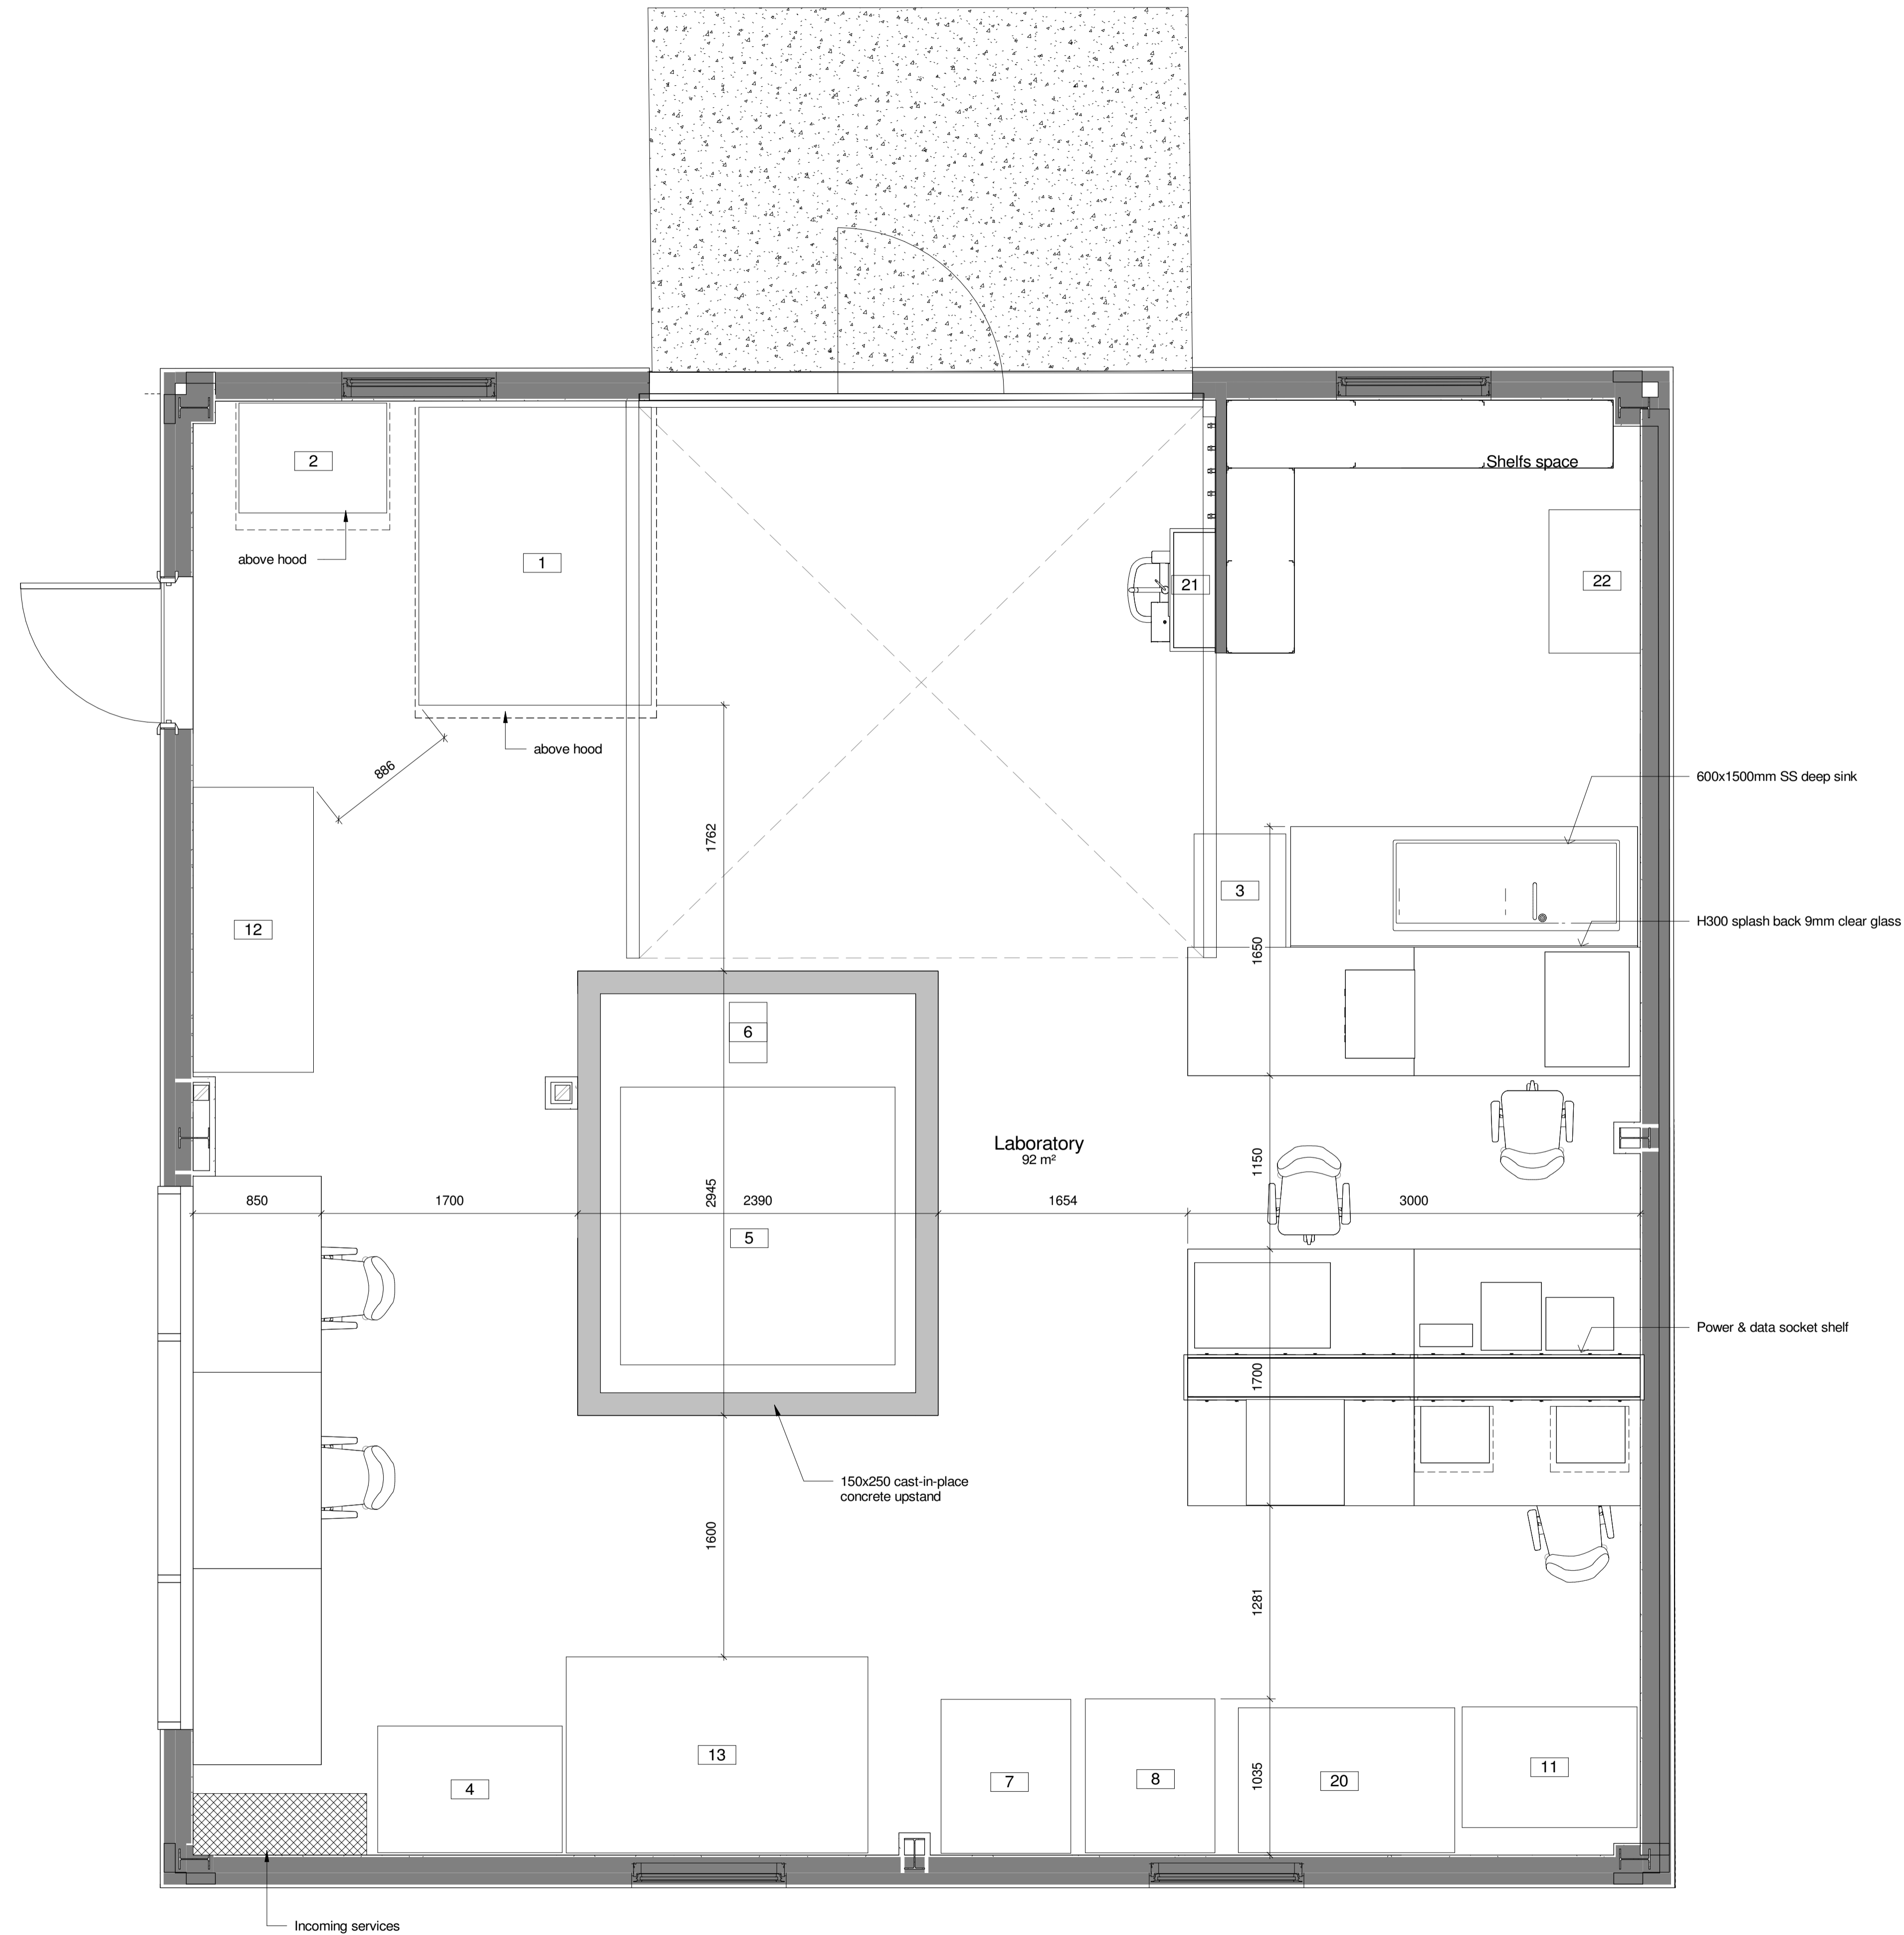 2
Shelfs space
above hood
1
21
22
above hood
886
600x1500mm SS deep sink
1762
3
12
H300 splash back 9mm clear glass
1650
6
Laboratory
92 m²
1150
850
1700
2945
2390
1654
3000
5
Power & data socket shelf
1700
150x250 cast-in-place
concrete upstand
1600
1281
13
11
4
7
8
20
1035
Incoming services